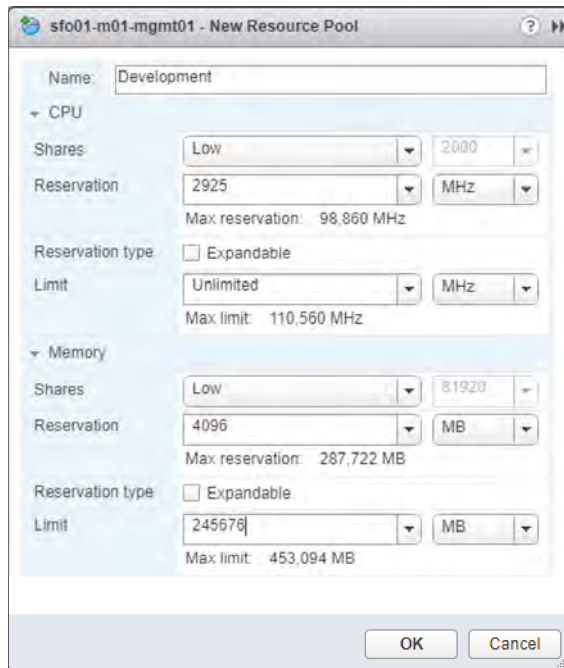 sfo01-m01-mgmt01 - New Resource Pool ?
Name: Development
CPU
Shares Low 2000
Reservation 2925 MHz
Max reservation: 98,860 MHz
Reservation type Expandable
Limit Unlimited MHz
Max limit: 110,560 MHz
Memory
Shares Low 81920
Reservation 4096 MB
Max reservation: 287,722 MB
Reservation type Expandable
Limit 245676 MB
Max limit: 453,094 MB
OK Cancel